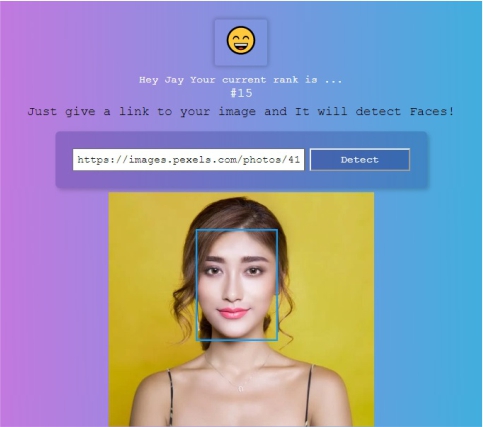 Hey Jay Your current rank is ...
#15
Just give a link to your image and It will detect Faces!
https://images.pexels.com/photos/41 Detect